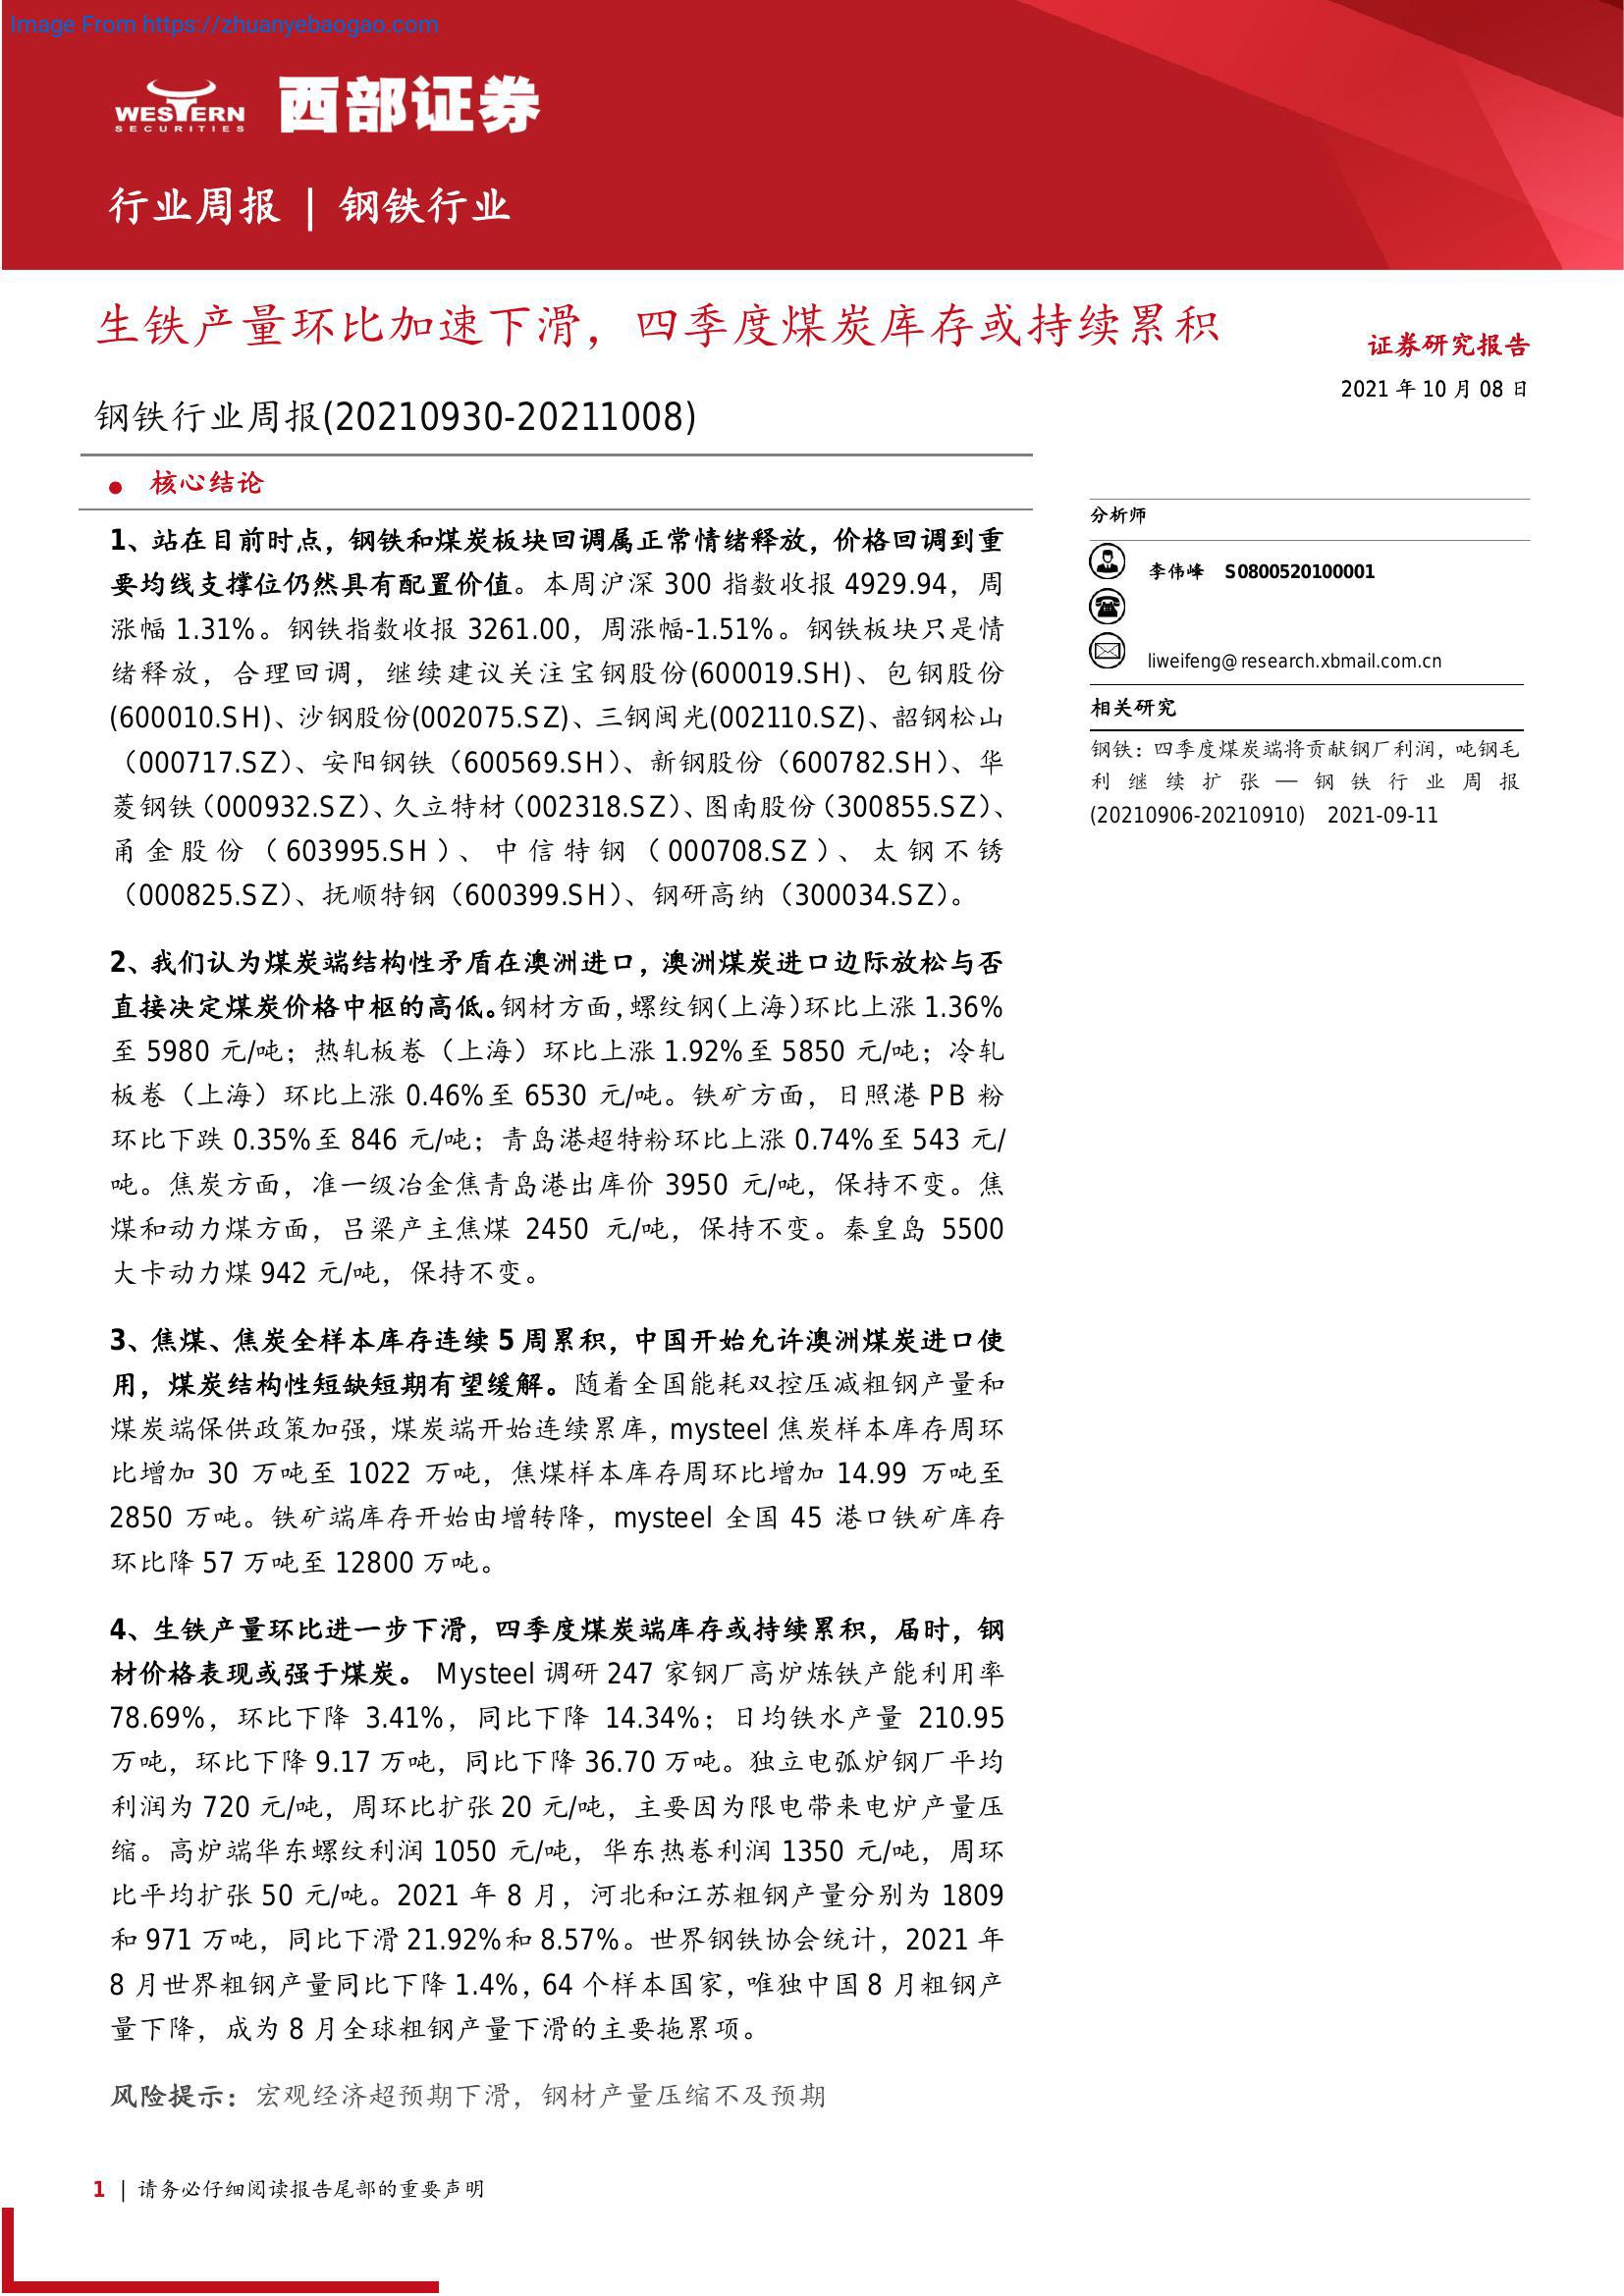 Image From https://zhuanyebaogao.com
WESTERN
SECURITIES
西部证券
行业周报 | 钢铁行业
生铁产量环比加速下滑，四季度煤炭库存或持续累积
钢铁行业周报(20210930-20211008)
证券研究报告
2021 年 10 月 08 日
● 核心结论
1、站在目前时点，钢铁和煤炭板块回调属正常情绪释放，价格回调到重
要均线支撑位仍然具有配置价值。本周沪深 300 指数收报 4929.94，周
涨幅 1.31%。钢铁指数收报 3261.00，周涨幅-1.51%。钢铁板块只是情
绪释放，合理回调，继续建议关注宝钢股份(600019.SH)、包钢股份
(600010.SH)、沙钢股份(002075.SZ)、三钢闽光(002110.SZ)、韶钢松山
（000717.SZ）、安阳钢铁（600569.SH）、新钢股份（600782.SH）、华
菱钢铁（000932.SZ）、久立特材（002318.SZ）、图南股份（300855.SZ）、
甬金股份（603995.SH）、中信特钢（000708.SZ）、太钢不锈
（000825.SZ）、抚顺特钢（600399.SH）、钢研高纳（300034.SZ）。
2、我们认为煤炭端结构性矛盾在澳洲进口，澳洲煤炭进口边际放松与否
直接决定煤炭价格中枢的高低。钢材方面，螺纹钢（上海）环比上涨 1.36%
至 5980 元/吨；热轧板卷（上海）环比上涨 1.92%至 5850 元/吨；冷轧
板卷（上海）环比上涨 0.46%至 6530 元/吨。铁矿方面，日照港 PB 粉
环比下跌 0.35%至 846 元/吨；青岛港超特粉环比上涨 0.74%至 543 元/
吨。焦炭方面，准一级冶金焦青岛港出库价 3950 元/吨，保持不变。焦
煤和动力煤方面，吕梁产主焦煤 2450 元/吨，保持不变。秦皇岛 5500
大卡动力煤 942 元/吨，保持不变。
3、焦煤、焦炭全样本库存连续 5 周累积，中国开始允许澳洲煤炭进口使
用，煤炭结构性短缺短期有望缓解。随着全国能耗双控压减粗钢产量和
煤炭端保供政策加强，煤炭端开始连续累库，mysteel 焦炭样本库存周环
比增加 30 万吨至 1022 万吨，焦煤样本库存周环比增加 14.99 万吨至
2850 万吨。铁矿端库存开始由增转降，mysteel 全国 45 港口铁矿库存
环比降 57 万吨至 12800 万吨。
4、生铁产量环比进一步下滑，四季度煤炭端库存或持续累积，届时，钢
材价格表现或强于煤炭。 Mysteel 调研 247 家钢厂高炉炼铁产能利用率
78.69%，环比下降 3.41%，同比下降 14.34%；日均铁水产量 210.95
万吨，环比下降 9.17 万吨，同比下降 36.70 万吨。独立电弧炉钢厂平均
利润为 720 元/吨，周环比扩张 20 元/吨，主要因为限电带来电炉产量压
缩。高炉端华东螺纹利润 1050 元/吨，华东热卷利润 1350 元/吨，周环
比平均扩张 50 元/吨。2021 年 8 月，河北和江苏粗钢产量分别为 1809
和 971 万吨，同比下滑 21.92%和 8.57%。世界钢铁协会统计，2021 年
8 月世界粗钢产量同比下降 1.4%，64 个样本国家，唯独中国 8 月粗钢产
量下降，成为 8 月全球粗钢产量下滑的主要拖累项。
风险提示：宏观经济超预期下滑，钢材产量压缩不及预期
分析师
李伟峰 S0800520100001
liweifeng@research.xbmail.com.cn
相关研究
钢铁：四季度煤炭端将贡献钢厂利润，吨钢毛
利继续扩张—钢铁行业周报
(20210906-20210910) 2021-09-11
1 | 请务必仔细阅读报告尾部的重要声明